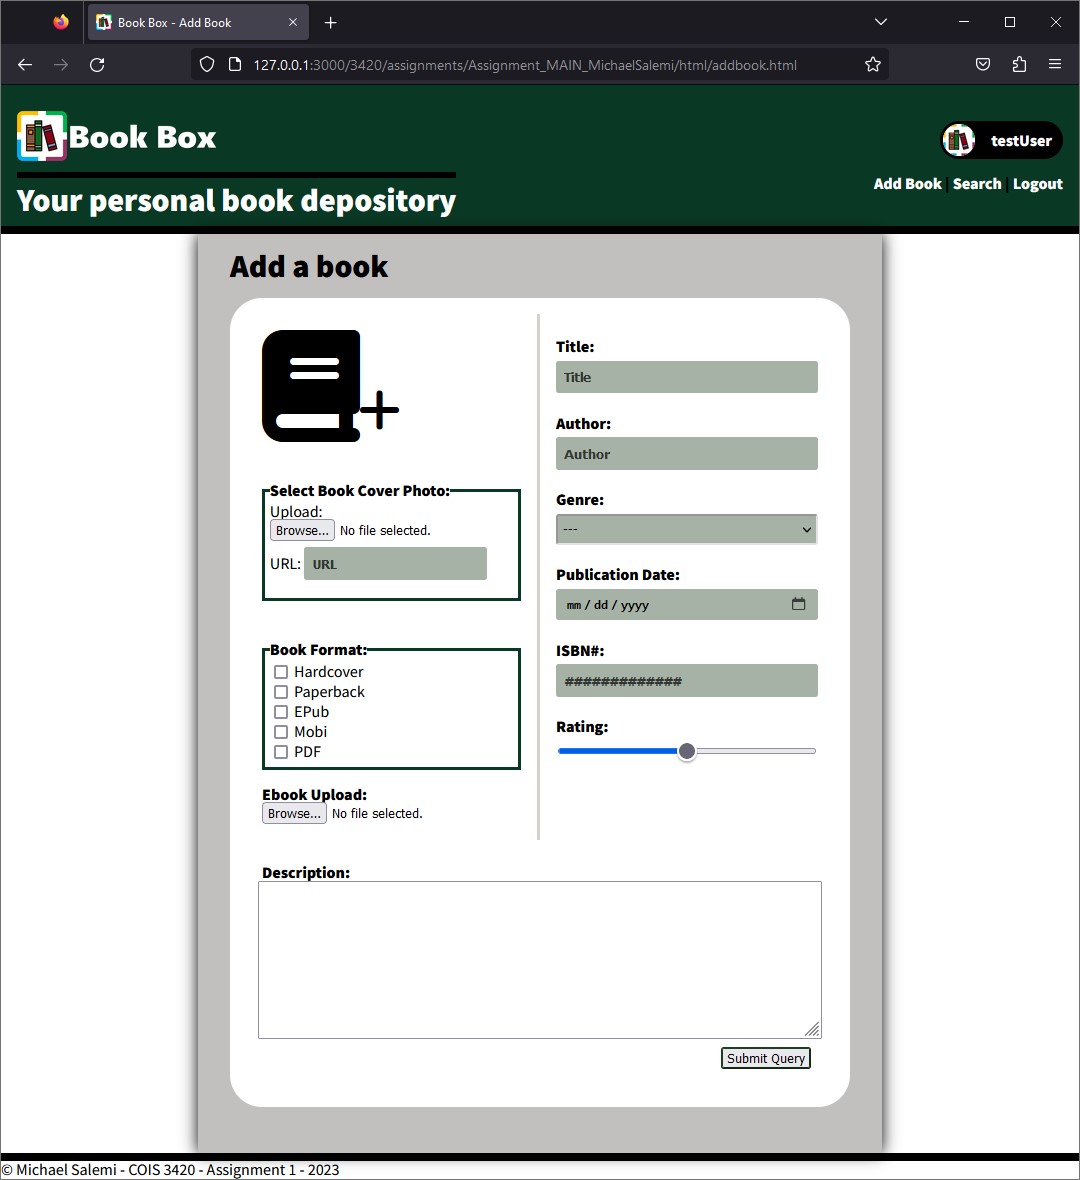 Book Box - Add Book
127.0.0.1:3000/3420/assignments/Assignment_MAIN_MichaelSalemi/html/addbook.html
Book Box
testUser
Add Book | Search | Logout
Your personal book depository
Add a book
Select Book Cover Photo:
Upload:
Browse... No file selected.
URL: URL
Book Format:
Hardcover
Paperback
EPub
Mobi
PDF
Ebook Upload:
Browse... No file selected.
Title:
Title
Author:
Author
Genre:
---
Publication Date:
mm / dd / yyyy
ISBN#:
#############
Rating:
Description:
Submit Query
© Michael Salemi - COIS 3420 - Assignment 1 - 2023